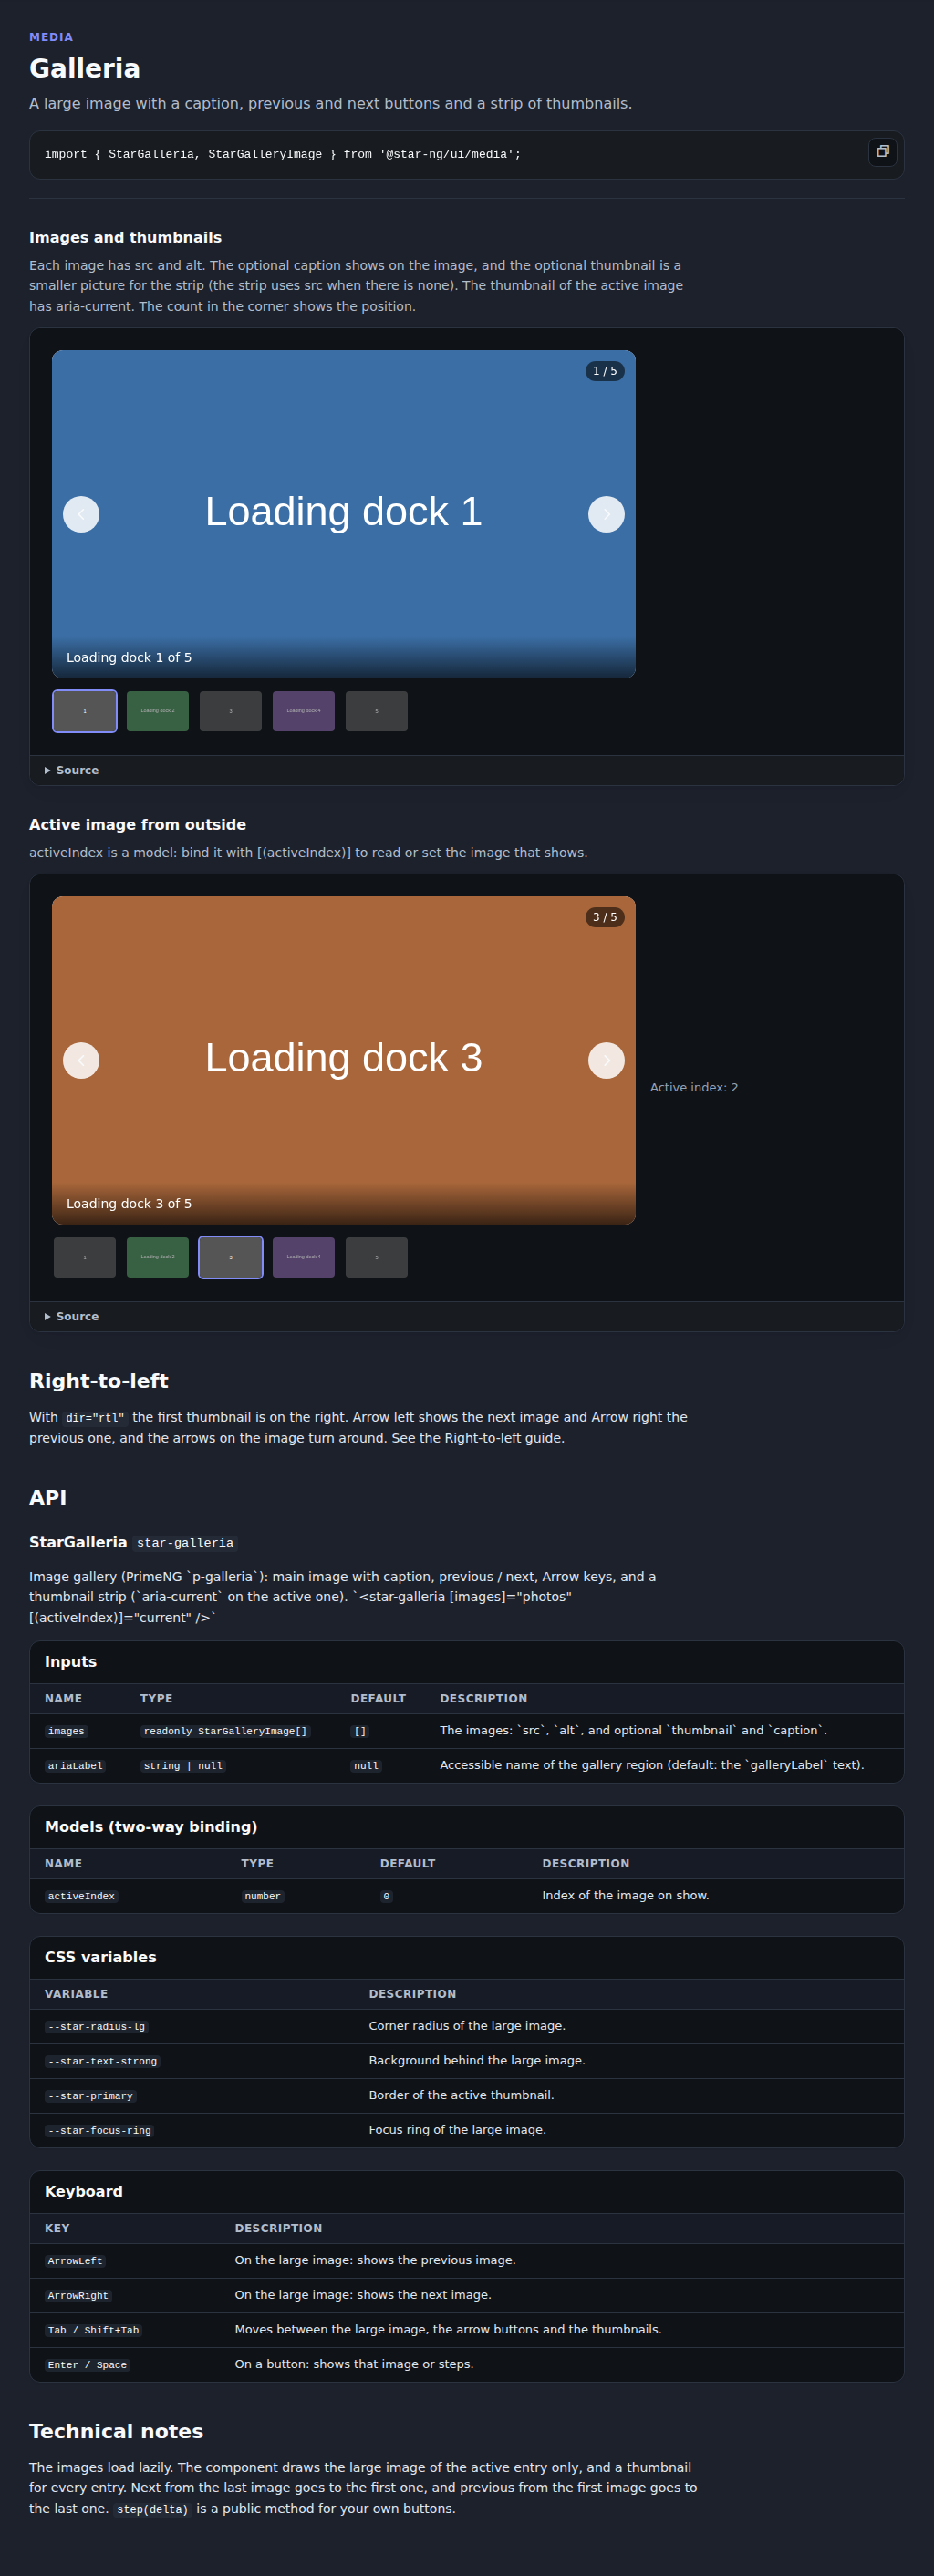 MEDIA
Galleria
A large image with a caption, previous and next buttons and a strip of thumbnails.
import { StarGalleria, StarGalleryImage } from '@star-ng/ui/media';
Images and thumbnails
Each image has src and alt. The optional caption shows on the image, and the optional thumbnail is a
smaller picture for the strip (the strip uses src when there is none). The thumbnail of the active image
has aria-current. The count in the corner shows the position.
1 / 5
Loading dock 1
Loading dock 1 of 5
1 Loading dock 2 3 Loading dock 4 5
Source
Active image from outside
activeIndex is a model: bind it with [(activeIndex)] to read or set the image that shows.
3 / 5
Loading dock 3
Active index: 2
Loading dock 3 of 5
1 Loading dock 2 3 Loading dock 4 5
Source
Right-to-left
With dir="rtl" the first thumbnail is on the right. Arrow left shows the next image and Arrow right the
previous one, and the arrows on the image turn around. See the Right-to-left guide.
API
StarGalleria star-galleria
Image gallery (PrimeNG `p-galleria`): main image with caption, previous / next, Arrow keys, and a
thumbnail strip (`aria-current` on the active one). `<star-galleria [images]="photos"
[(activeIndex)]="current" />`
Inputs
NAME TYPE DEFAULT DESCRIPTION
images readonly StarGalleryImage[] [] The images: `src`, `alt`, and optional `thumbnail` and `caption`.
ariaLabel string | null null Accessible name of the gallery region (default: the `galleryLabel` text).
Models (two-way binding)
NAME TYPE DEFAULT DESCRIPTION
activeIndex number 0 Index of the image on show.
CSS variables
VARIABLE DESCRIPTION
--star-radius-lg Corner radius of the large image.
--star-text-strong Background behind the large image.
--star-primary Border of the active thumbnail.
--star-focus-ring Focus ring of the large image.
Keyboard
KEY DESCRIPTION
ArrowLeft On the large image: shows the previous image.
ArrowRight On the large image: shows the next image.
Tab / Shift+Tab Moves between the large image, the arrow buttons and the thumbnails.
Enter / Space On a button: shows that image or steps.
Technical notes
The images load lazily. The component draws the large image of the active entry only, and a thumbnail
for every entry. Next from the last image goes to the first one, and previous from the first image goes to
the last one. step(delta) is a public method for your own buttons.